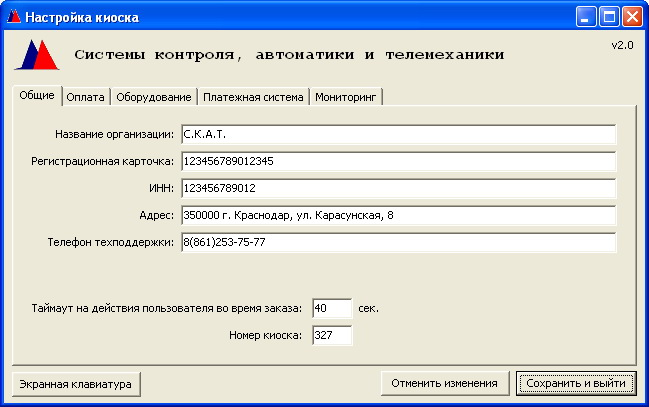 Настройка киоска
Системы контроля, автоматики и телемеханики
v2.0
Общие Оплата Оборудование Платежная система Мониторинг
Название организации: С.К.А.Т.
Регистрационная карточка: 123456789012345
ИНН: 123456789012
Адрес: 350000 г. Краснодар, ул. Карасунская, 8
Телефон техподдержки: 8(861)253-75-77
Таймаут на действия пользователя во время заказа: 40 сек.
Номер киоска: 327
Экранная клавиатура Отменить изменения Сохранить и выйти